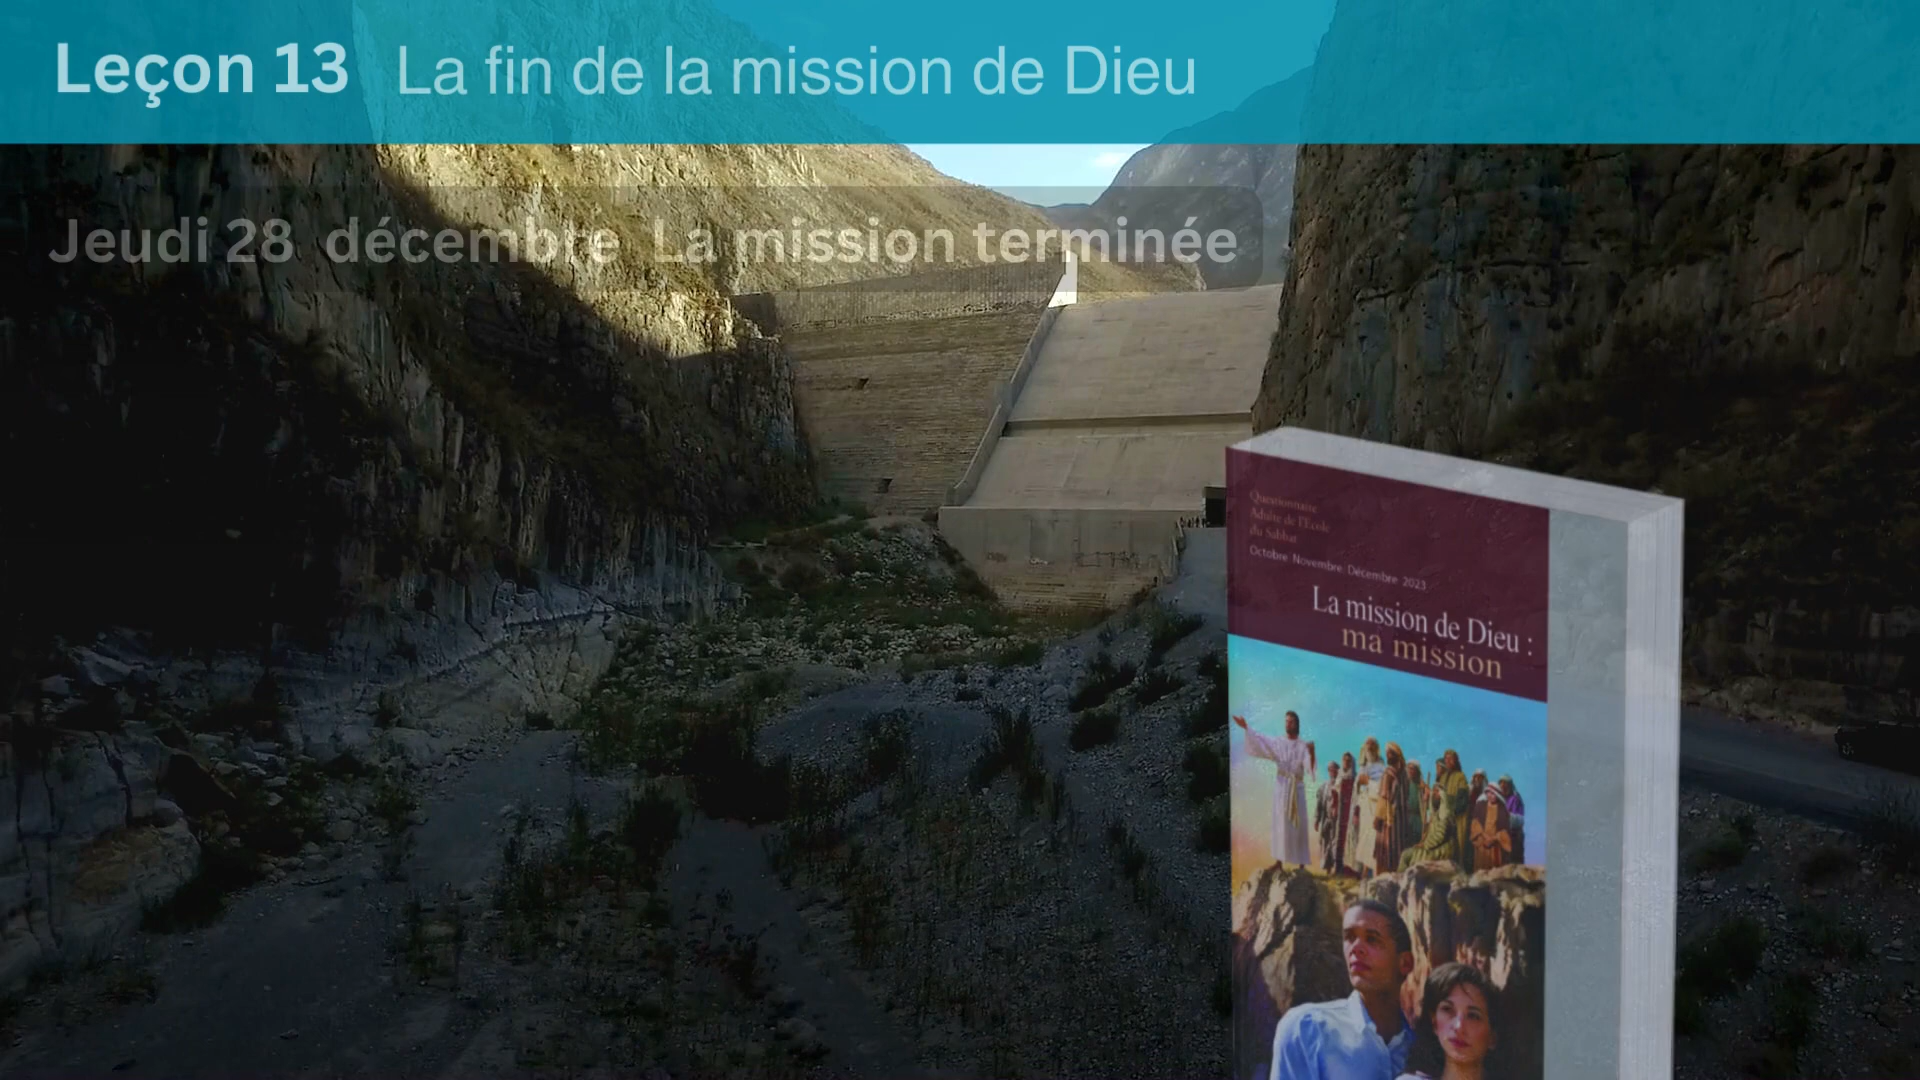 Leçon 13 La fin de la mission de Dieu
Jeudi 28 décembre La mission terminée
Questionnaire
Adulte de l'Ecole
du Sabbat
Octobre Novembre Décembre 2023
La mission de Dieu :
ma mission